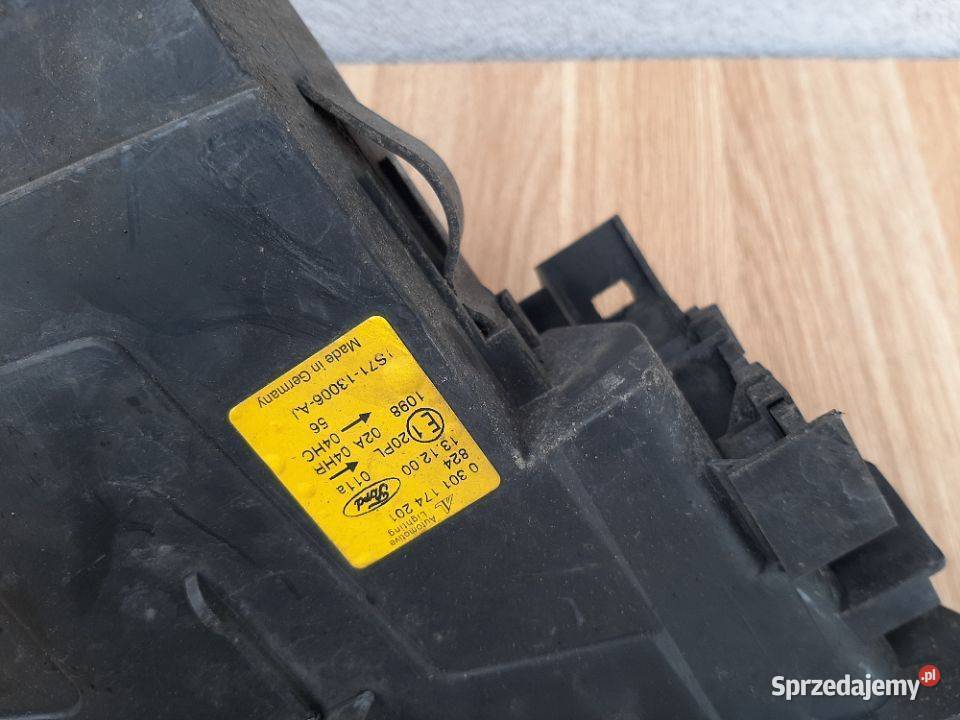 Automotive
Lighting
0 301 174 201
824
13 12 00
Ford
E1
20PL
011a
02A 04HR
04HC
1098
56
1S71-13006-AJ
Made in Germany
Sprzedajemy.pl